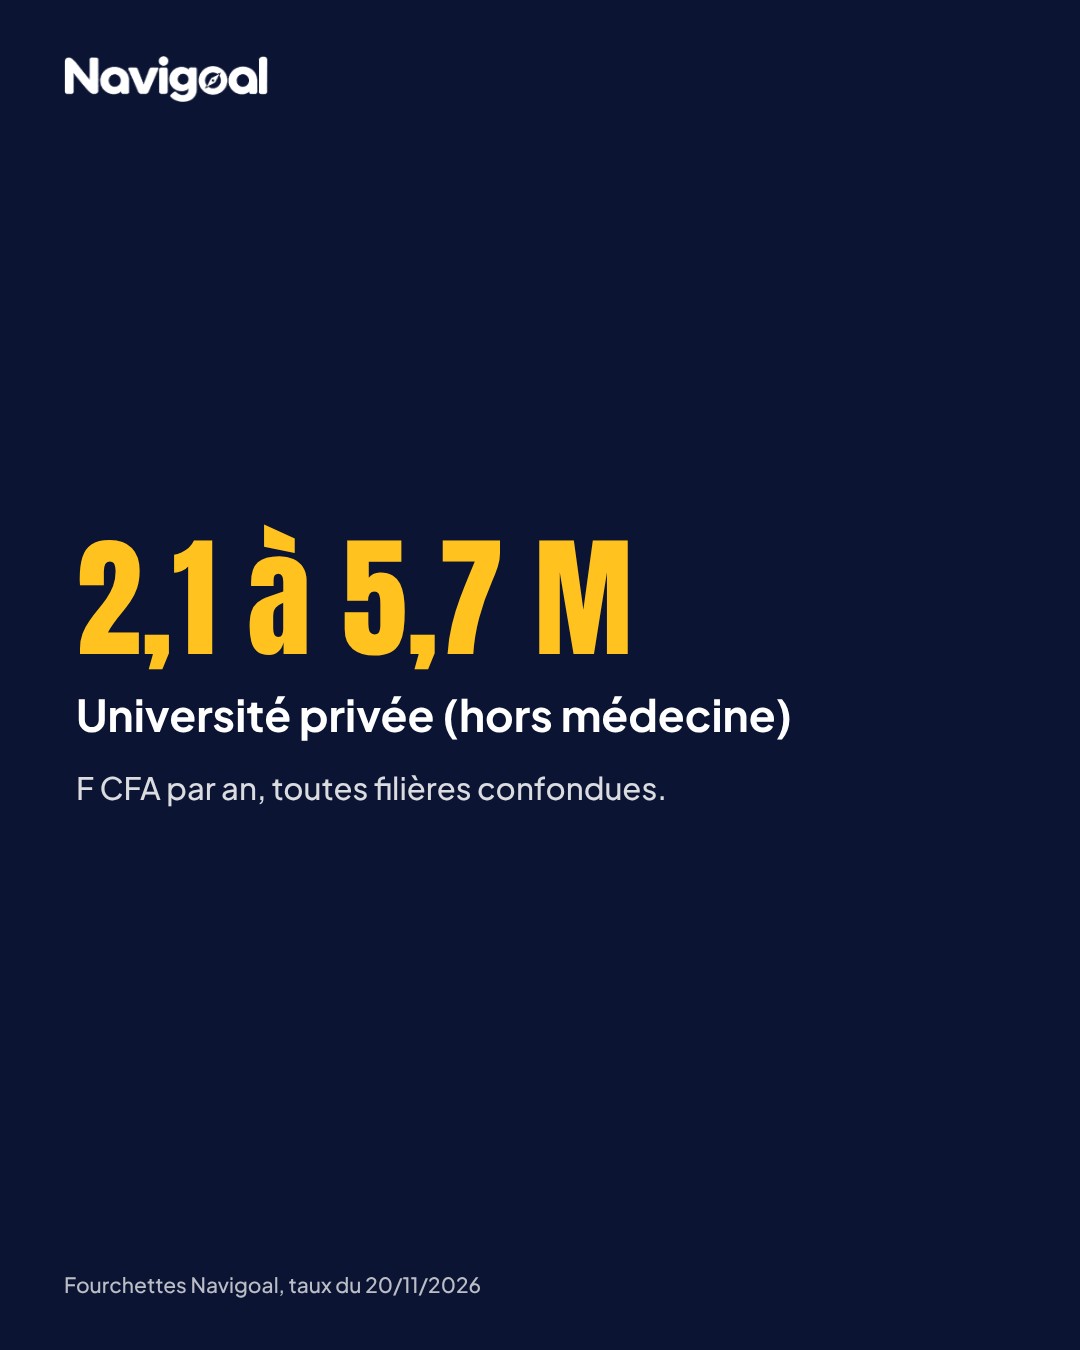 Navigoal
2,1 à 5,7 M
Université privée (hors médecine)
F CFA par an, toutes filières confondues.
Fourchettes Navigoal, taux du 20/11/2026